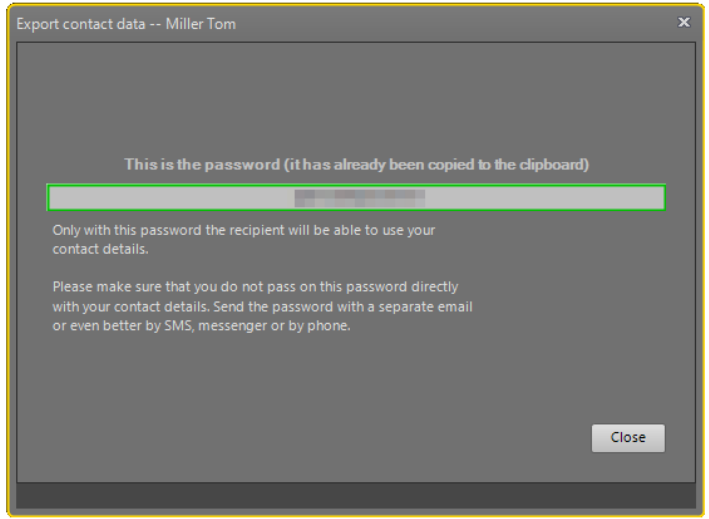 Export contact data -- Miller Tom
This is the password (it has already been copied to the clipboard)
Only with this password the recipient will be able to use your
contact details.
Please make sure that you do not pass on this password directly
with your contact details. Send the password with a separate email
or even better by SMS, messenger or by phone.
Close